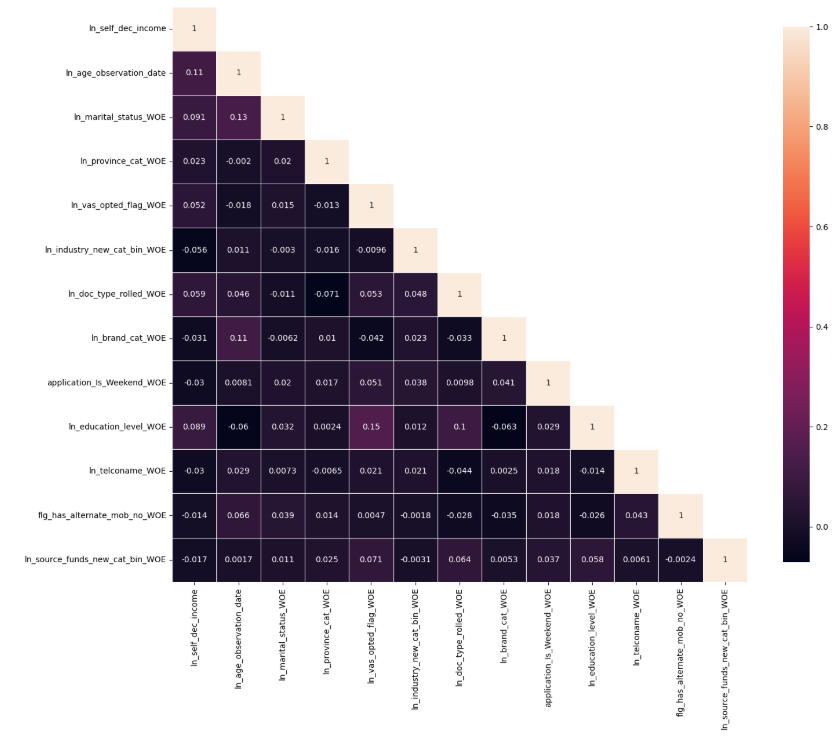 ln_self_dec_income 1
ln_age_observation_date 0.11 1
ln_marital_status_WOE 0.091 0.13 1
ln_province_cat_WOE 0.023 -0.002 0.02 1
ln_vas_opted_flag_WOE 0.052 -0.018 0.015 -0.013 1
ln_industry_new_cat_bin_WOE -0.056 0.011 -0.003 -0.016 -0.0096 1
ln_doc_type_rolled_WOE 0.059 0.046 -0.011 -0.071 0.053 0.048 1
ln_brand_cat_WOE -0.031 0.11 -0.0062 0.01 -0.042 0.023 -0.033 1
application_Is_Weekend_WOE -0.03 0.0081 0.02 0.017 0.051 0.038 0.0098 0.041 1
ln_education_level_WOE 0.089 -0.06 0.032 0.0024 0.15 0.012 0.1 -0.063 0.029 1
ln_telconame_WOE -0.03 0.029 0.0073 -0.0065 0.021 0.021 -0.044 0.0025 0.018 -0.014 1
flg_has_alternate_mob_no_WOE -0.014 0.066 0.039 0.014 0.0047 -0.0018 -0.028 -0.035 0.018 -0.026 0.043 1
ln_source_funds_new_cat_bin_WOE -0.017 0.0017 0.011 0.025 0.071 -0.0031 0.064 0.0053 0.037 0.058 0.0061 -0.0024 1
ln_self_dec_income
ln_age_observation_date
ln_marital_status_WOE
ln_province_cat_WOE
ln_vas_opted_flag_WOE
ln_industry_new_cat_bin_WOE
ln_doc_type_rolled_WOE
ln_brand_cat_WOE
application_Is_Weekend_WOE
ln_education_level_WOE
ln_telconame_WOE
flg_has_alternate_mob_no_WOE
ln_source_funds_new_cat_bin_WOE
1.0
0.8
0.6
0.4
0.2
0.0